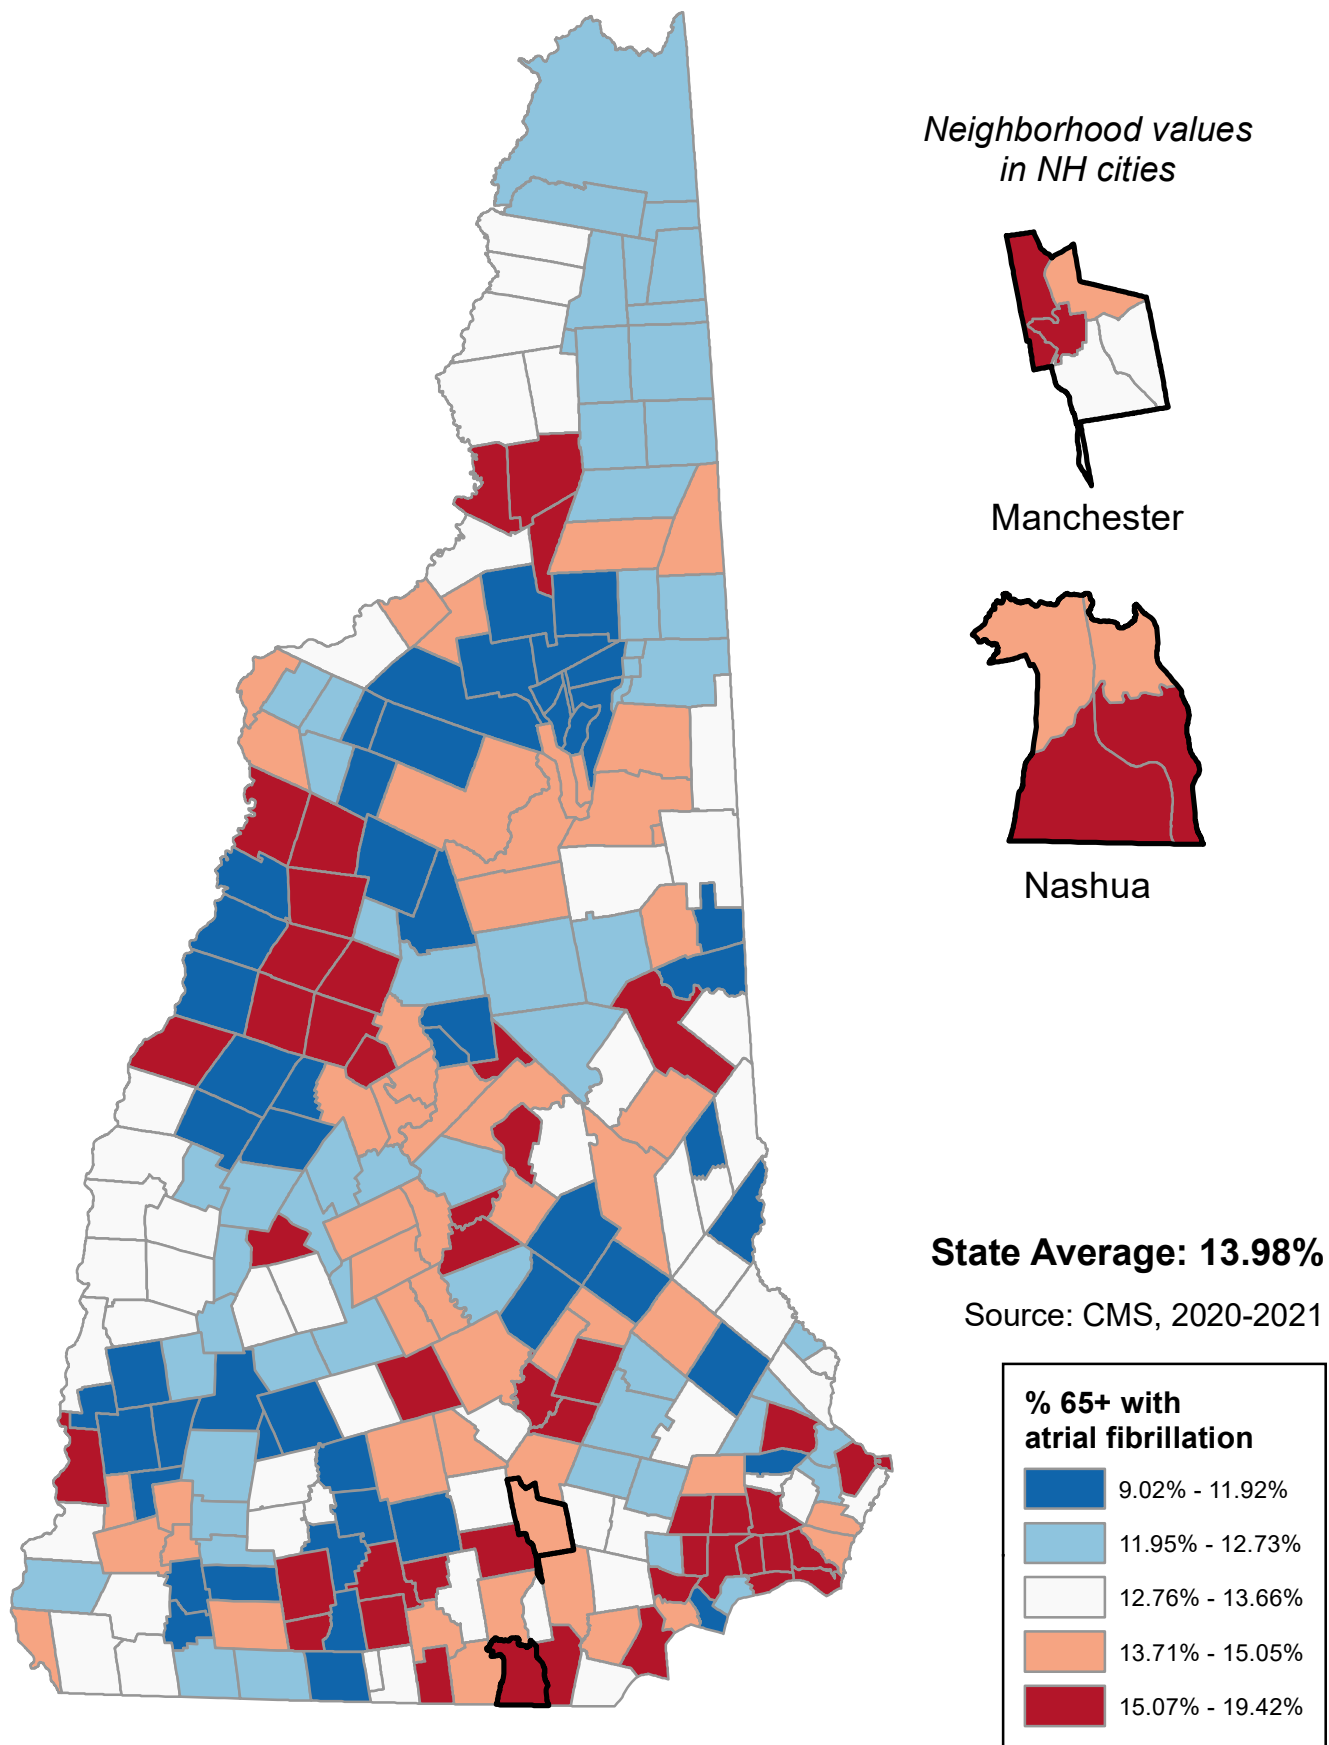 Neighborhood values
in NH cities
Manchester
Nashua
State Average: 13.98%
Source: CMS, 2020-2021
% 65+ with
atrial fibrillation
9.02% - 11.92%
11.95% - 12.73%
12.76% - 13.66%
13.71% - 15.05%
15.07% - 19.42%